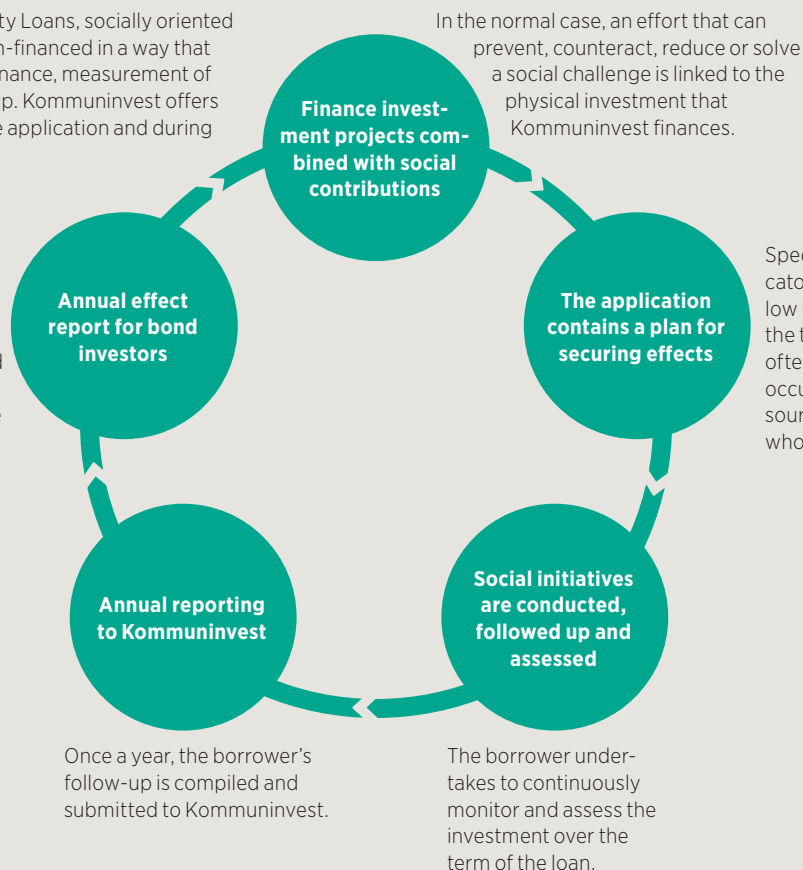 ty Loans, socially oriented
n-financed in a way that
nance, measurement of
p. Kommuninvest offers
e application and during
In the normal case, an effort that can
prevent, counteract, reduce or solve
a social challenge is linked to the
physical investment that
Kommuninvest finances.
Finance invest-
ment projects com-
bined with social
contributions
Annual effect
report for bond
investors
The application
contains a plan for
securing effects
Spec
cato
low
the t
ofte
occu
sour
who
Annual reporting
to Kommuninvest
Social initiatives
are conducted,
followed up and
assessed
Once a year, the borrower's
follow-up is compiled and
submitted to Kommuninvest.
The borrower under-
takes to continuously
monitor and assess the
investment over the
term of the loan.